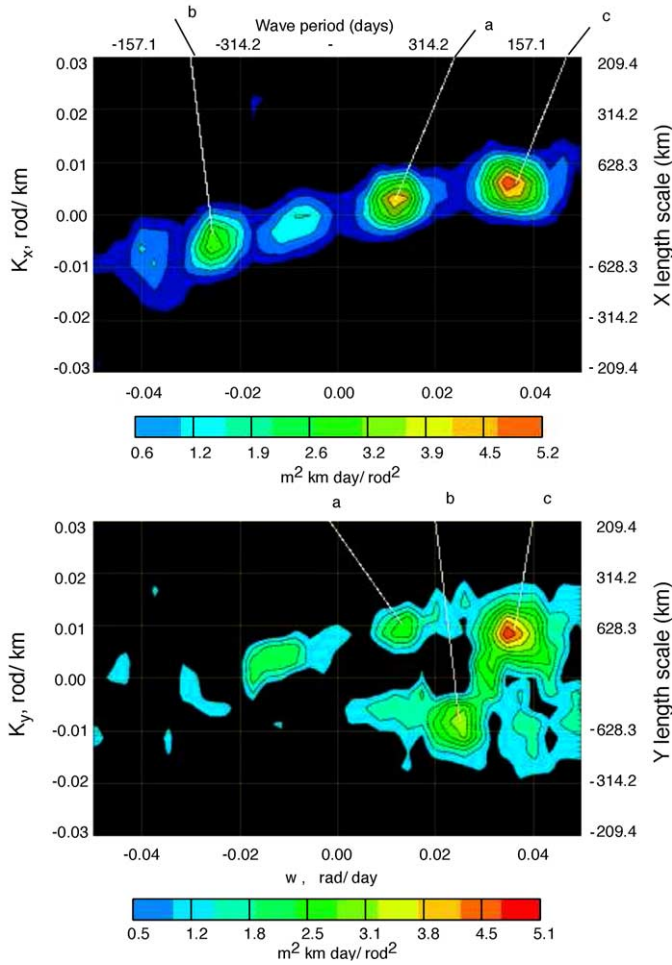 b
Wave period (days)
a
c
-157.1 -314.2 - 314.2 157.1
0.03 209.4
0.02 314.2
0.01 628.3
0.00
-0.01 -628.3
-0.02 -314.2
-0.03 -209.4
Kx, rod/ km
X length scale (km)
-0.04 -0.02 0.00 0.02 0.04
0.6 1.2 1.9 2.6 3.2 3.9 4.5 5.2
m² km day/ rod²
a b c
0.03 209.4
0.02 314.2
0.01 628.3
0.00
-0.01 -628.3
-0.02 -314.2
-0.03 -209.4
Ky, rod/ km
Y length scale (km)
-0.04 -0.02 0.00 0.02 0.04
w , rad/ day
0.5 1.2 1.8 2.5 3.1 3.8 4.5 5.1
m² km day/ rod²